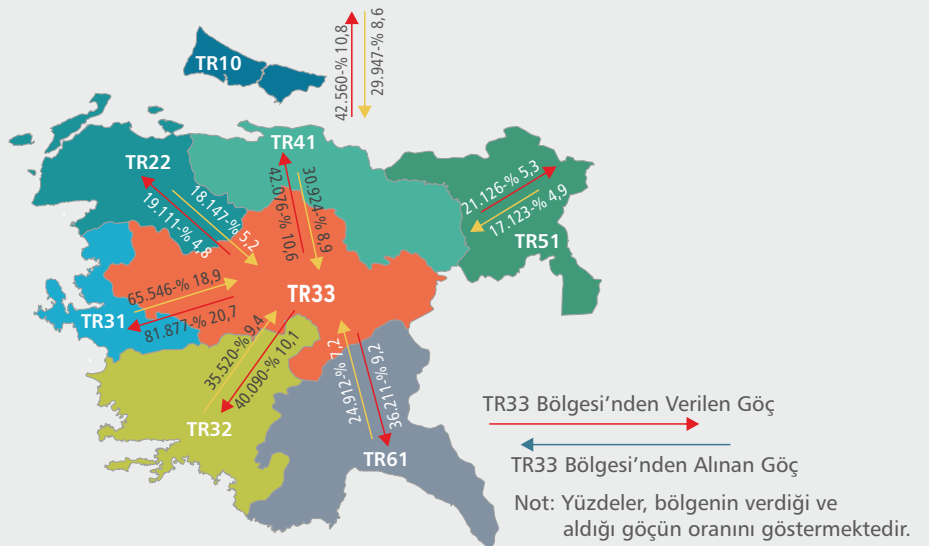 42.560-% 10,8
29.947-% 8,6
TR10
TR41
TR22
42.076-% 10,6
30.924-% 8,9
19.111-% 4,8
18.147-% 5,2
21.126-% 5,3
17.123-% 4,9
TR51
65.546-% 18,9
TR33
TR31
81.877-% 20,7
35.520-% 9,4
40.090-% 10,1
24.912-% 7,2
36.211-% 9,2
TR32
TR61
TR33 Bölgesi’nden Verilen Göç
TR33 Bölgesi’nden Alınan Göç
Not: Yüzdeler, bölgenin verdiği ve
aldığı göçün oranını göstermektedir.